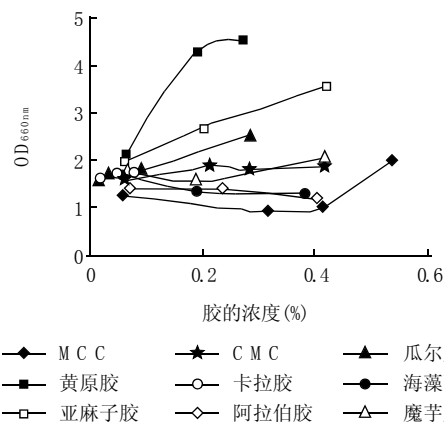 5
4
3
2
1
0
OD660nm
0 0.2 0.4 0.6
胶的浓度(%)
MCC CMC 瓜尔
黄原胶 卡拉胶 海藻
亚麻子胶 阿拉伯胶 魔芋